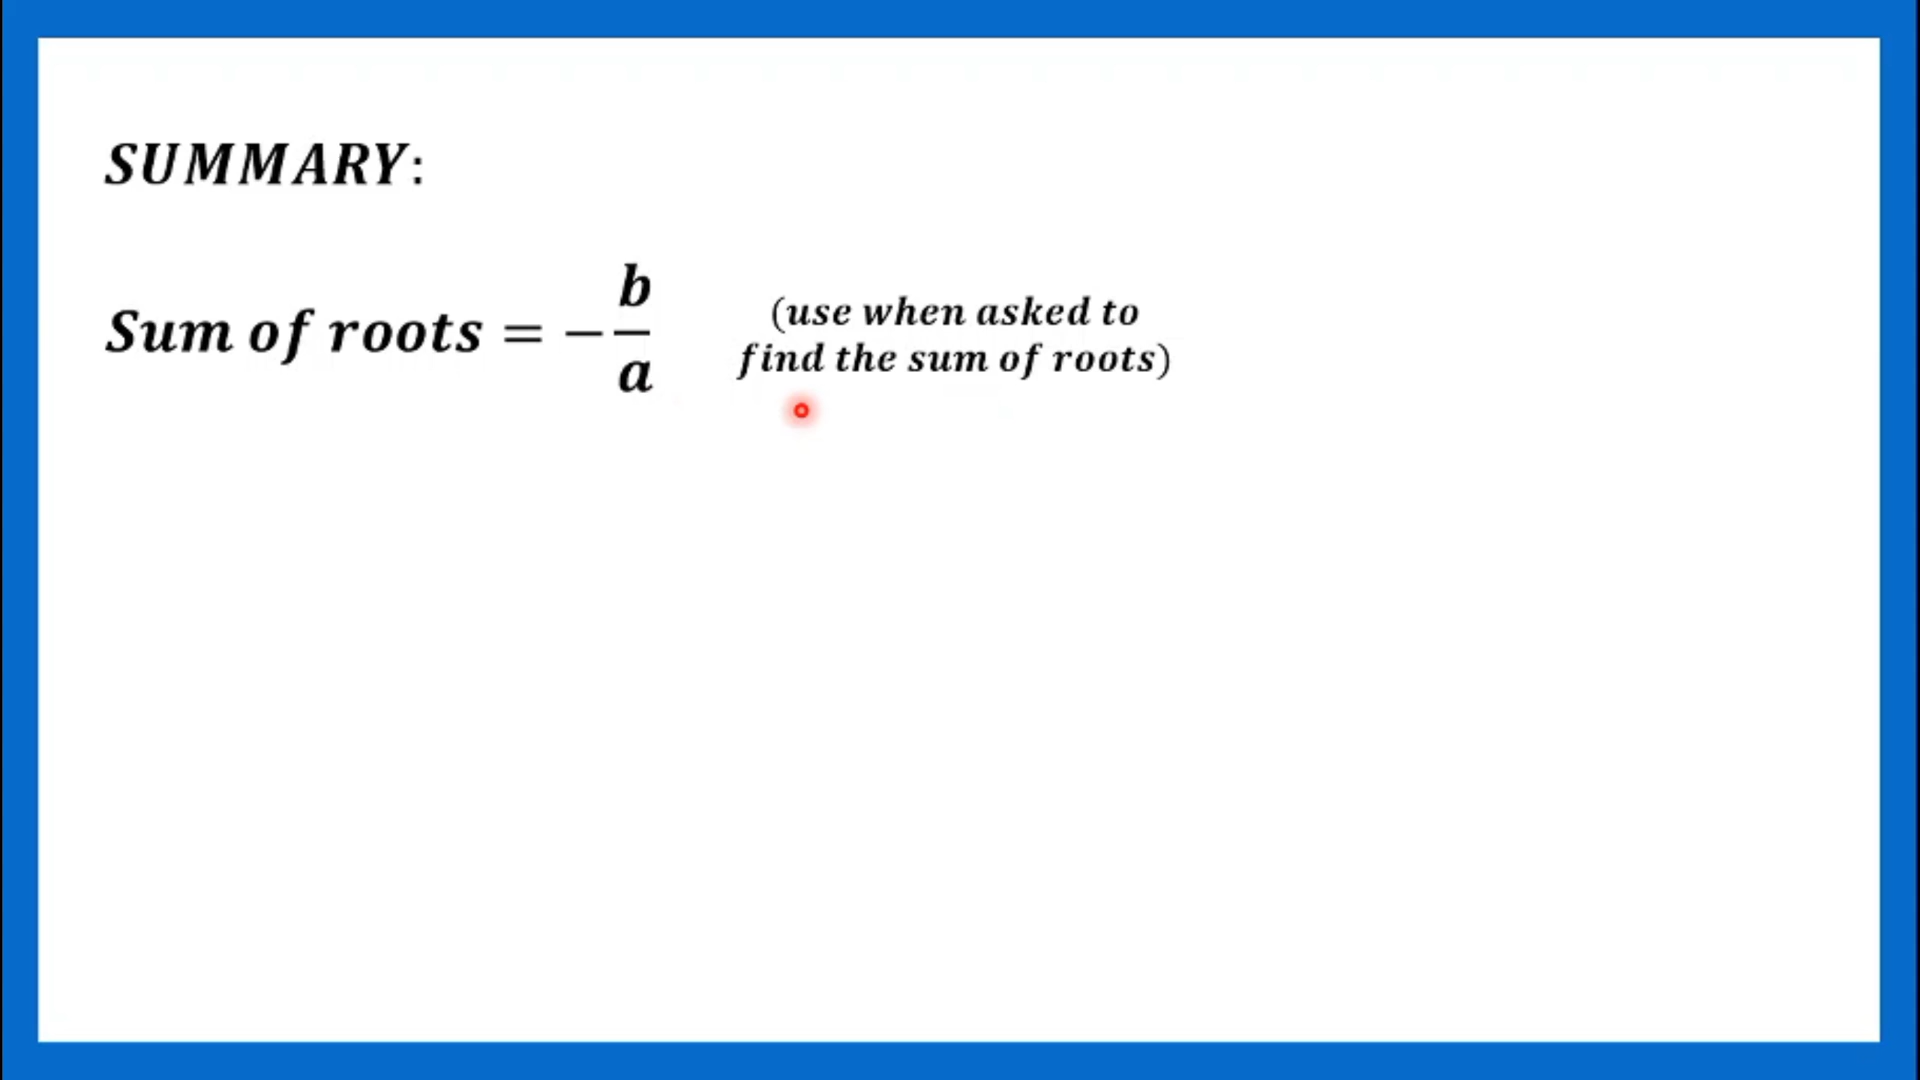 SUMMARY:
Sum of roots = -b/a
(use when asked to
find the sum of roots)